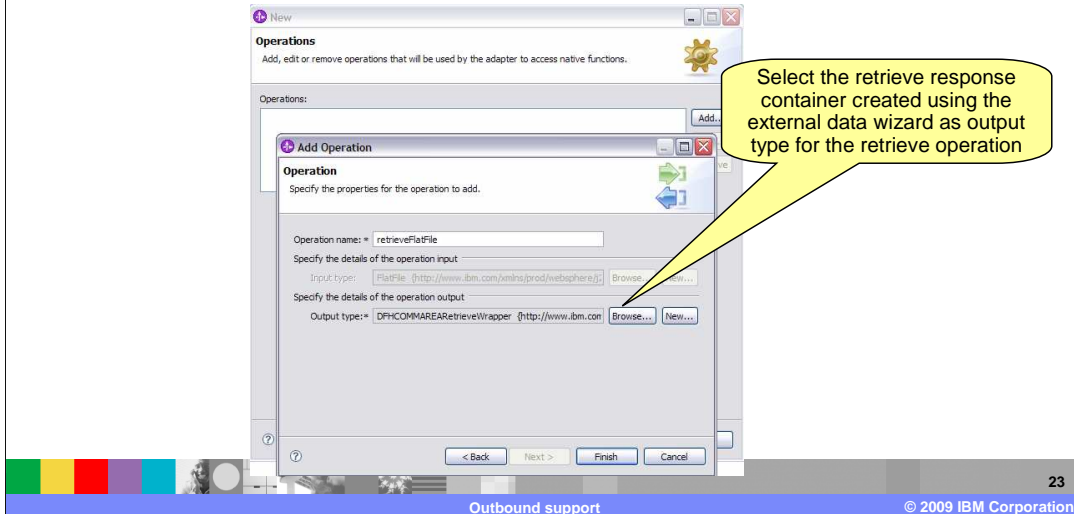 New
Operations
Add, edit or remove operations that will be used by the adapter to access native functions.
Operations:
Add..
Select the retrieve response
container created using the
external data wizard as output
type for the retrieve operation
Add Operation
Operation
Specify the properties for the operation to add.
Operation name: * retrieveFlatFile
Specify the details of the operation input
Input type: FlatFile {http://www.ibm.com/xmlns/prod/websphere/j2 Browse... New...
Specify the details of the operation output
Output type:* DFHCOMMAREARetrieveWrapper {http://www.ibm.com Browse... New...
< Back Next > Finish Cancel
23
Outbound support
© 2009 IBM Corporation